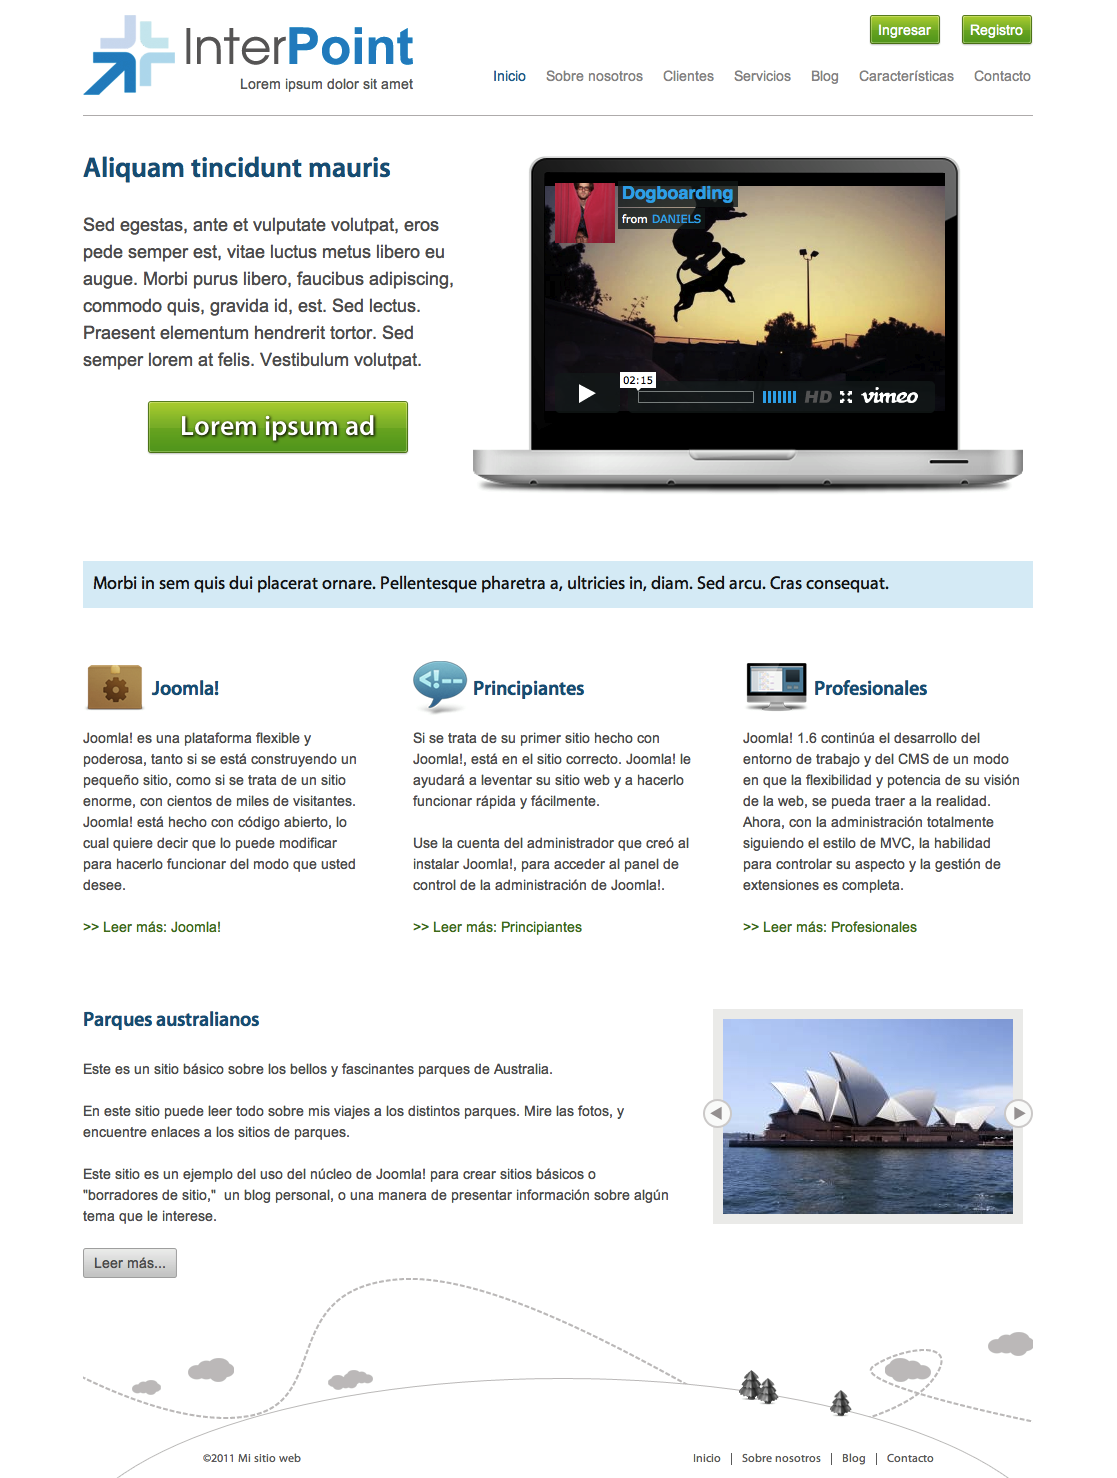 InterPoint
Lorem ipsum dolor sit amet
Ingresar
Registro
Inicio
Sobre nosotros
Clientes
Servicios
Blog
Características
Contacto
Aliquam tincidunt mauris
Sed egestas, ante et vulputate volutpat, eros
pede semper est, vitae luctus metus libero eu
augue. Morbi purus libero, faucibus adipiscing,
commodo quis, gravida id, est. Sed lectus.
Praesent elementum hendrerit tortor. Sed
semper lorem at felis. Vestibulum volutpat.
Lorem ipsum ad
Dogboarding
from DANIELS
02:15
HD
vimeo
Morbi in sem quis dui placerat ornare. Pellentesque pharetra a, ultricies in, diam. Sed arcu. Cras consequat.
Joomla!
Joomla! es una plataforma flexible y
poderosa, tanto si se está construyendo un
pequeño sitio, como si se trata de un sitio
enorme, con cientos de miles de visitantes.
Joomla! está hecho con código abierto, lo
cual quiere decir que lo puede modificar
para hacerlo funcionar del modo que usted
desee.
>> Leer más: Joomla!
<!--
Principiantes
Si se trata de su primer sitio hecho con
Joomla!, está en el sitio correcto. Joomla! le
ayudará a leventar su sitio web y a hacerlo
funcionar rápida y fácilmente.
Use la cuenta del administrador que creó al
instalar Joomla!, para acceder al panel de
control de la administración de Joomla!.
>> Leer más: Principiantes
Profesionales
Joomla! 1.6 continúa el desarrollo del
entorno de trabajo y del CMS de un modo
en que la flexibilidad y potencia de su visión
de la web, se pueda traer a la realidad.
Ahora, con la administración totalmente
siguiendo el estilo de MVC, la habilidad
para controlar su aspecto y la gestión de
extensiones es completa.
>> Leer más: Profesionales
Parques australianos
Este es un sitio básico sobre los bellos y fascinantes parques de Australia.
En este sitio puede leer todo sobre mis viajes a los distintos parques. Mire las fotos, y
encuentre enlaces a los sitios de parques.
Este sitio es un ejemplo del uso del núcleo de Joomla! para crear sitios básicos o
"borradores de sitio,"  un blog personal, o una manera de presentar información sobre algún
tema que le interese.
Leer más...
©2011 Mi sitio web
Inicio | Sobre nosotros | Blog | Contacto